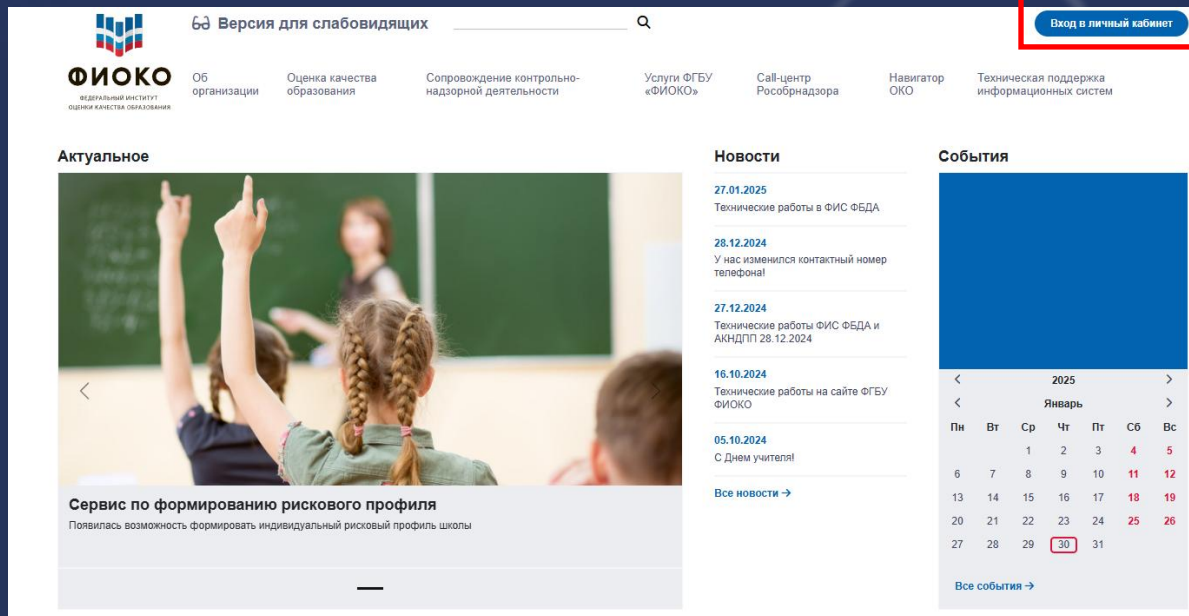 Версия для слабовидящих
Вход в личный кабинет
ФИОКО
ФЕДЕРАЛЬНЫЙ ИНСТИТУТ
ОЦЕНКИ КАЧЕСТВА ОБРАЗОВАНИЯ
Об
организации
Оценка качества
образования
Сопровождение контрольно-
надзорной деятельности
Услуги ФГБУ
«ФИОКО»
Call-центр
Рособрнадзора
Навигатор
ОКО
Техническая поддержка
информационных систем
Актуальное
Сервис по формированию рискового профиля
Появилась возможность формировать индивидуальный рисковый профиль школы
Новости
27.01.2025
Технические работы в ФИС ФБДА
28.12.2024
У нас изменился контактный номер
телефона!
27.12.2024
Технические работы ФИС ФБДА и
АКНДПП 28.12.2024
16.10.2024
Технические работы на сайте ФГБУ
ФИОКО
05.10.2024
С Днем учителя!
Все новости →
События
2025
Январь
Пн Вт Ср Чт Пт Сб Вс
1 2 3 4 5
6 7 8 9 10 11 12
13 14 15 16 17 18 19
20 21 22 23 24 25 26
27 28 29 30 31
Все события →